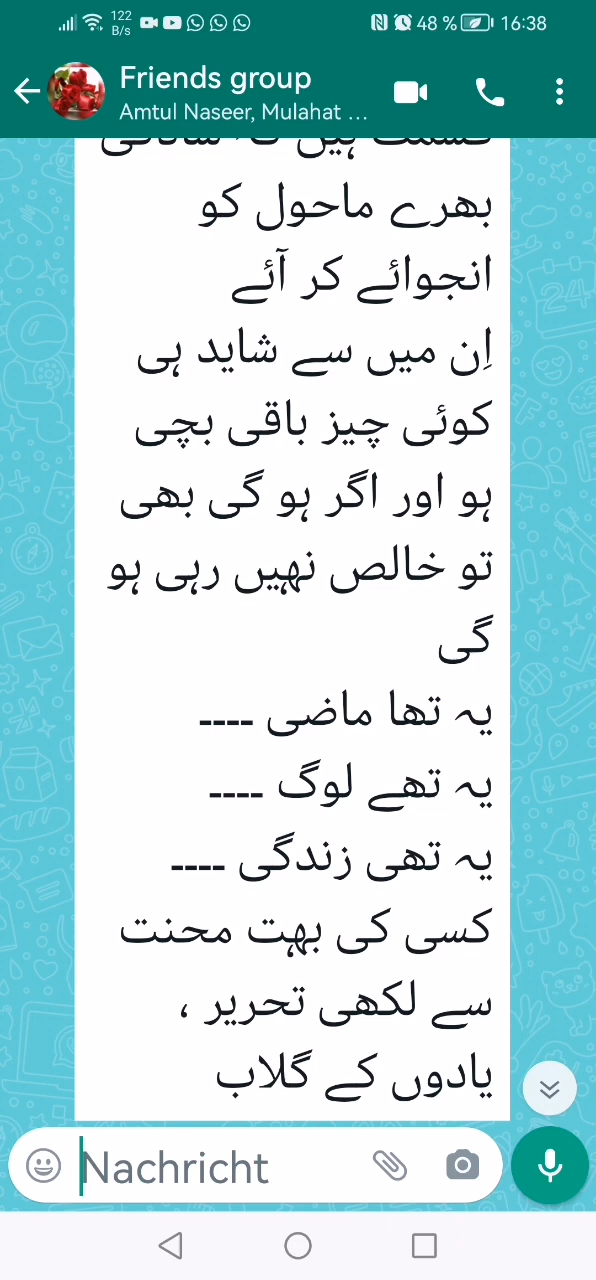 122
B/s
48 %
16:38
Friends group
Amtul Naseer, Mulahat ...
بھرے ماحول کو
انجوائے کر آئے
اِن میں سے شاید ہی
کوئی چیز باقی بچی
ہو اور اگر ہو گی بھی
تو خالص نہیں رہی ہو
گی
یہ تھا ماضی ----
یہ تھے لوگ ----
یہ تھی زندگی ----
کسی کی بہت محنت
سے لکھی تحریر ،
یادوں کے گلاب
Nachricht